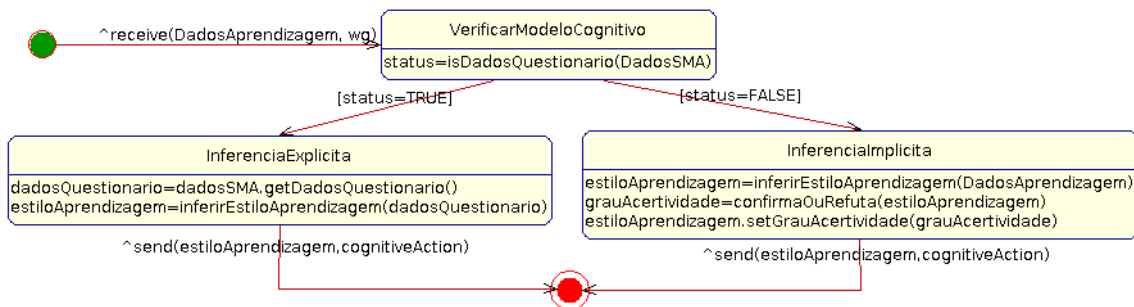 VerificarModeloCognitivo
^receive(DadosAprendizagem, wg)
status=isDadosQuestionario(DadosSMA)
[status=TRUE]
[status=FALSE]
InferenciaExplicita
dadosQuestionario=dadosSMA.getDadosQuestionario()
estiloAprendizagem=inferirEstiloAprendizagem(dadosQuestionario)
InferenciaImplicita
estiloAprendizagem=inferirEstiloAprendizagem(DadosAprendizagem)
grauAcertividade=confirmaOuRefuta(estiloAprendizagem)
estiloAprendizagem.setGrauAcertividade(grauAcertividade)
^send(estiloAprendizagem,cognitiveAction)
^send(estiloAprendizagem,cognitiveAction)